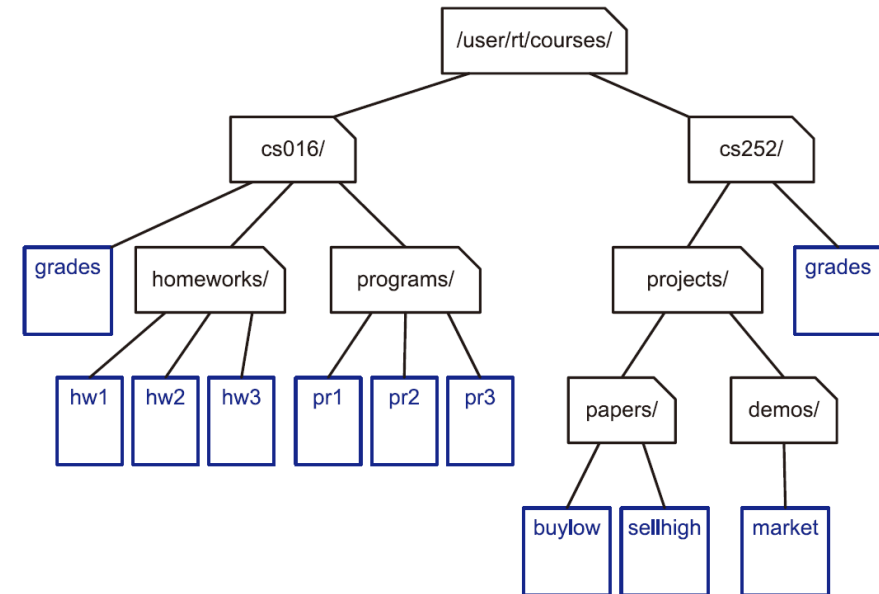 /user/rt/courses/
cs016/
cs252/
grades
homeworks/
programs/
projects/
grades
hw1
hw2
hw3
pr1
pr2
pr3
papers/
demos/
buylow
sellhigh
market